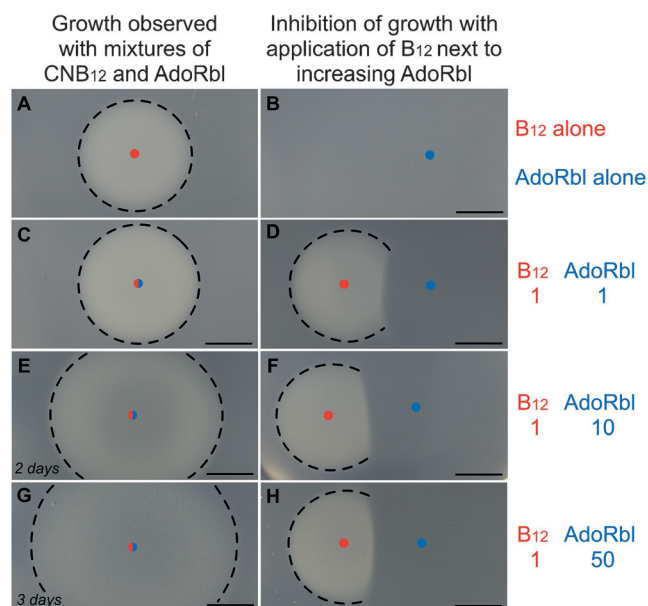 Growth observed
with mixtures of
CNB12 and AdoRbl
Inhibition of growth with
application of B12 next to
increasing AdoRbl
A
B
B12 alone
AdoRbl alone
C
D
B12 AdoRbl
1 1
E
2 days
F
B12 AdoRbl
1 10
G
3 days
H
B12 AdoRbl
1 50